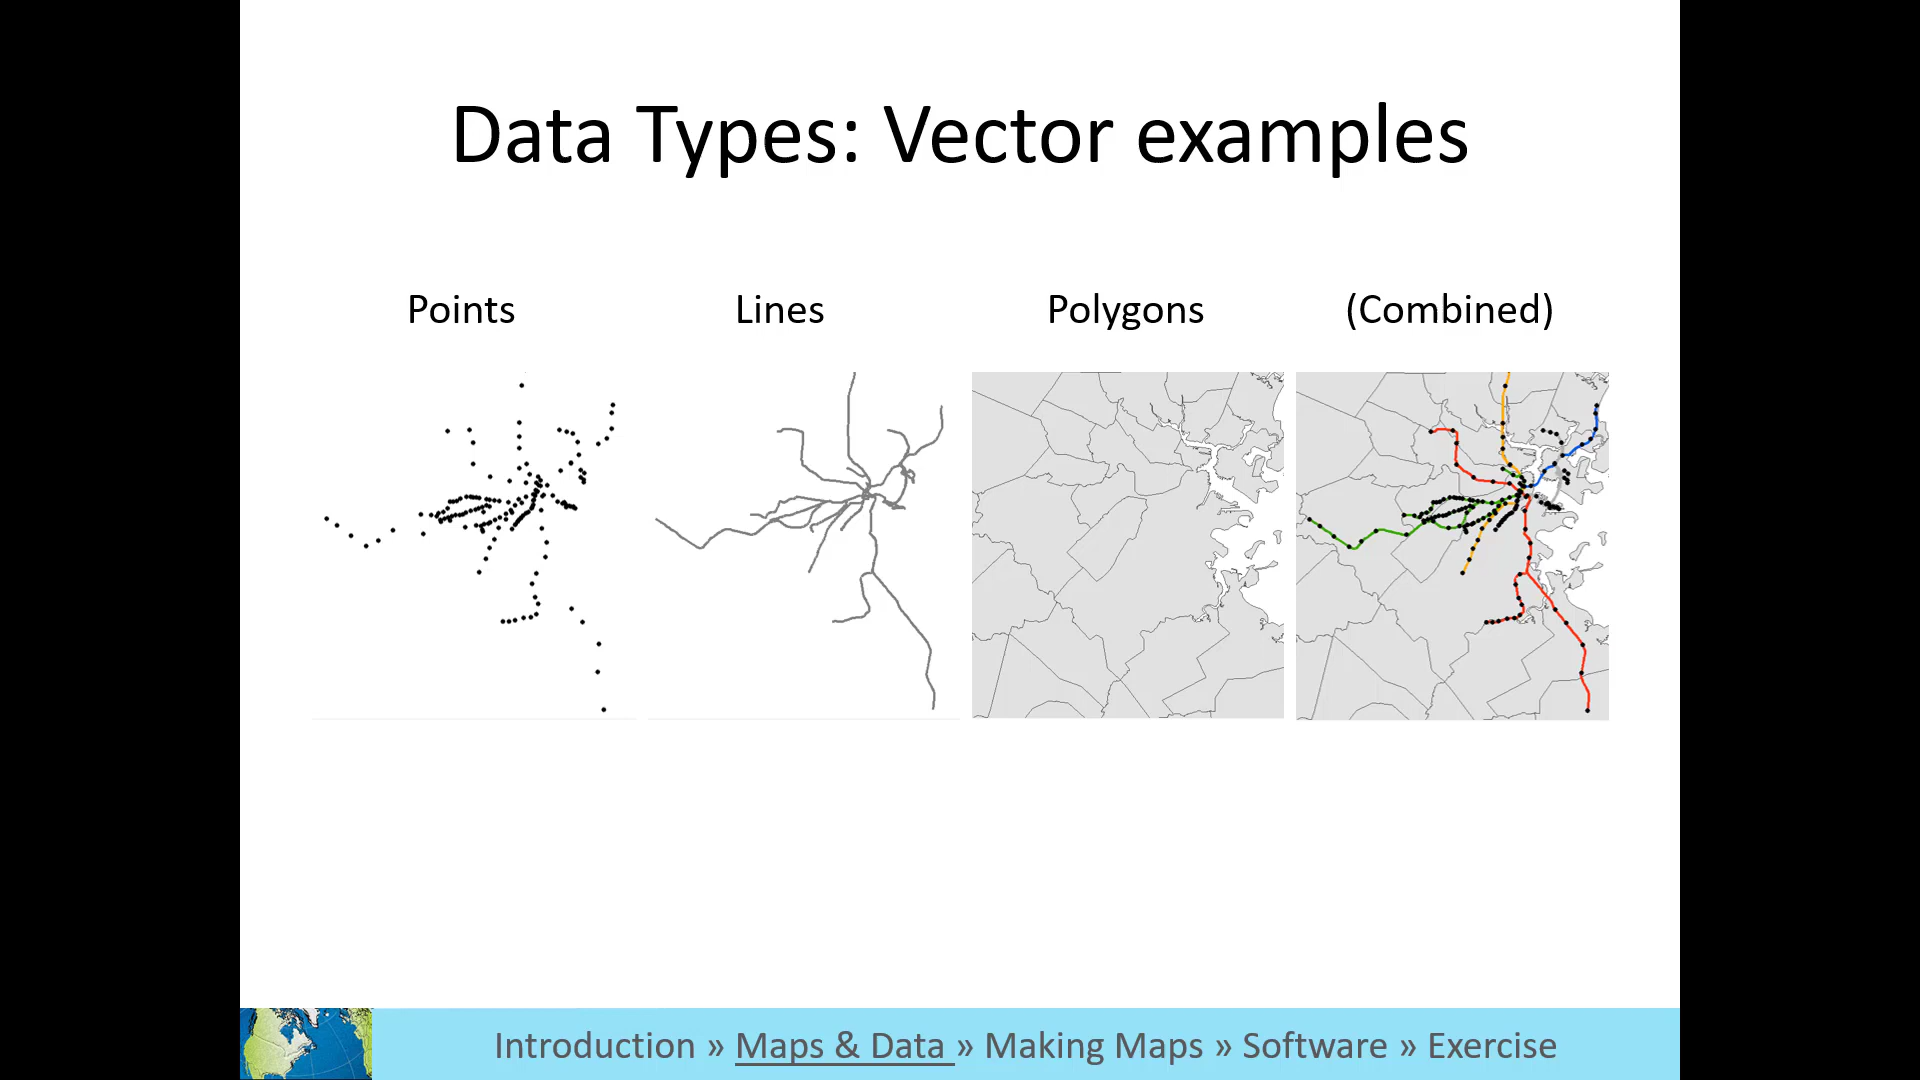 Data Types: Vector examples
Points
Lines
Polygons
(Combined)
Introduction » Maps & Data » Making Maps » Software » Exercise